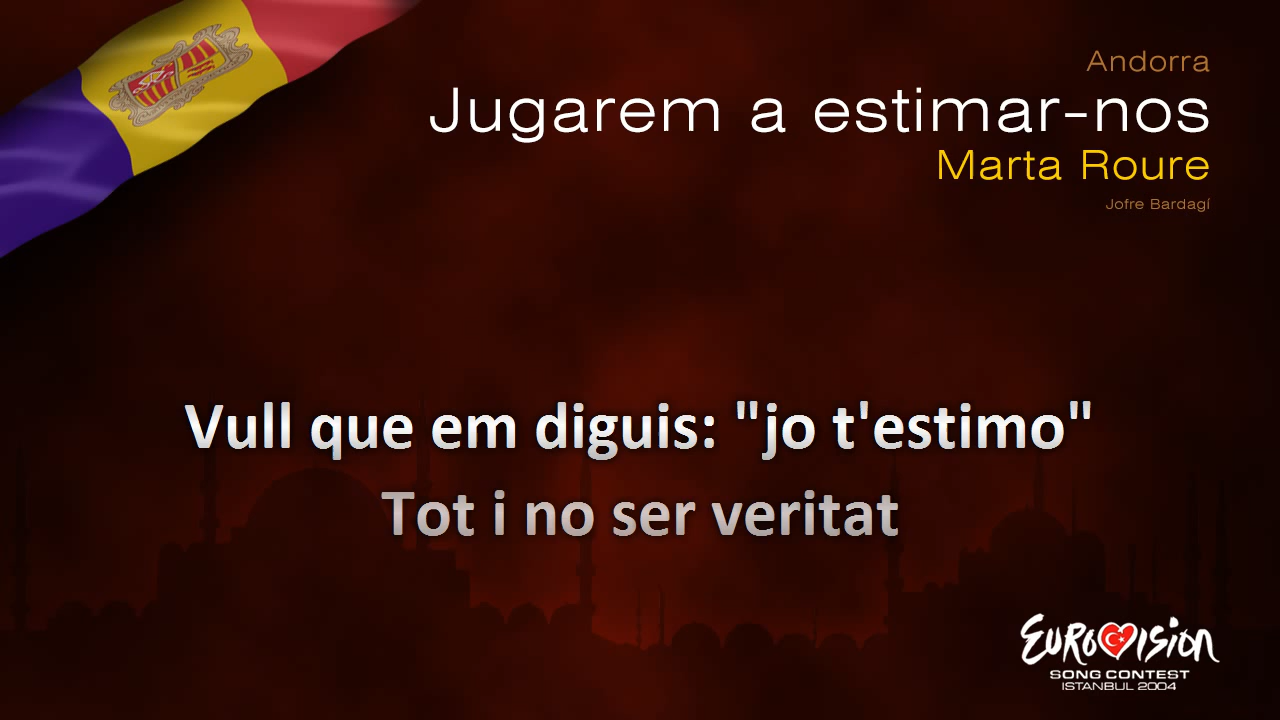 Andorra
Jugarem a estimar-nos
Marta Roure
Jofre Bardagí
Vull que em diguis: "jo t'estimo"
Tot i no ser veritat
EUROVISION
SONG CONTEST
ISTANBUL 2004